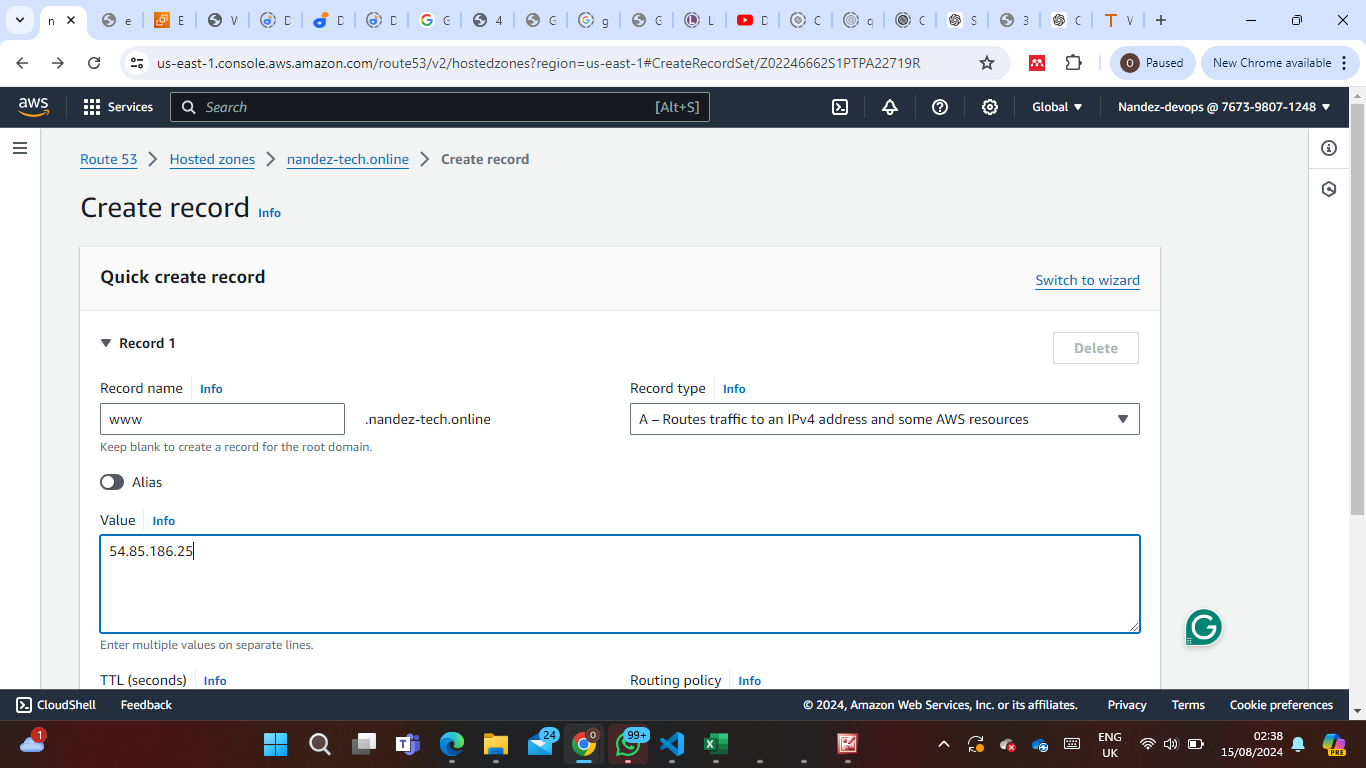 n
e
E
W
D
D
D
G
G
4
G
g
G
L
D
C
q
C
S
3
C
V
us-east-1.console.aws.amazon.com/route53/v2/hostedzones?region=us-east-1#CreateRecordSet/Z02246662S1PTPA22719R
O
Paused
New Chrome available
aws
Services
Search
[Alt+S]
Global
Nandez-devops @ 7673-9807-1248
Route 53
Hosted zones
nandez-tech.online
Create record
Create record
Info
Quick create record
Switch to wizard
Record 1
Delete
Record name
Info
Record type
Info
www
.nandez-tech.online
A – Routes traffic to an IPv4 address and some AWS resources
Keep blank to create a record for the root domain.
Alias
Value
Info
54.85.186.25
Enter multiple values on separate lines.
TTL (seconds)
Info
Routing policy
Info
CloudShell
Feedback
© 2024, Amazon Web Services, Inc. or its affiliates.
Privacy
Terms
Cookie preferences
1
24
0
99+
ENG
UK
02:38
15/08/2024
PRE